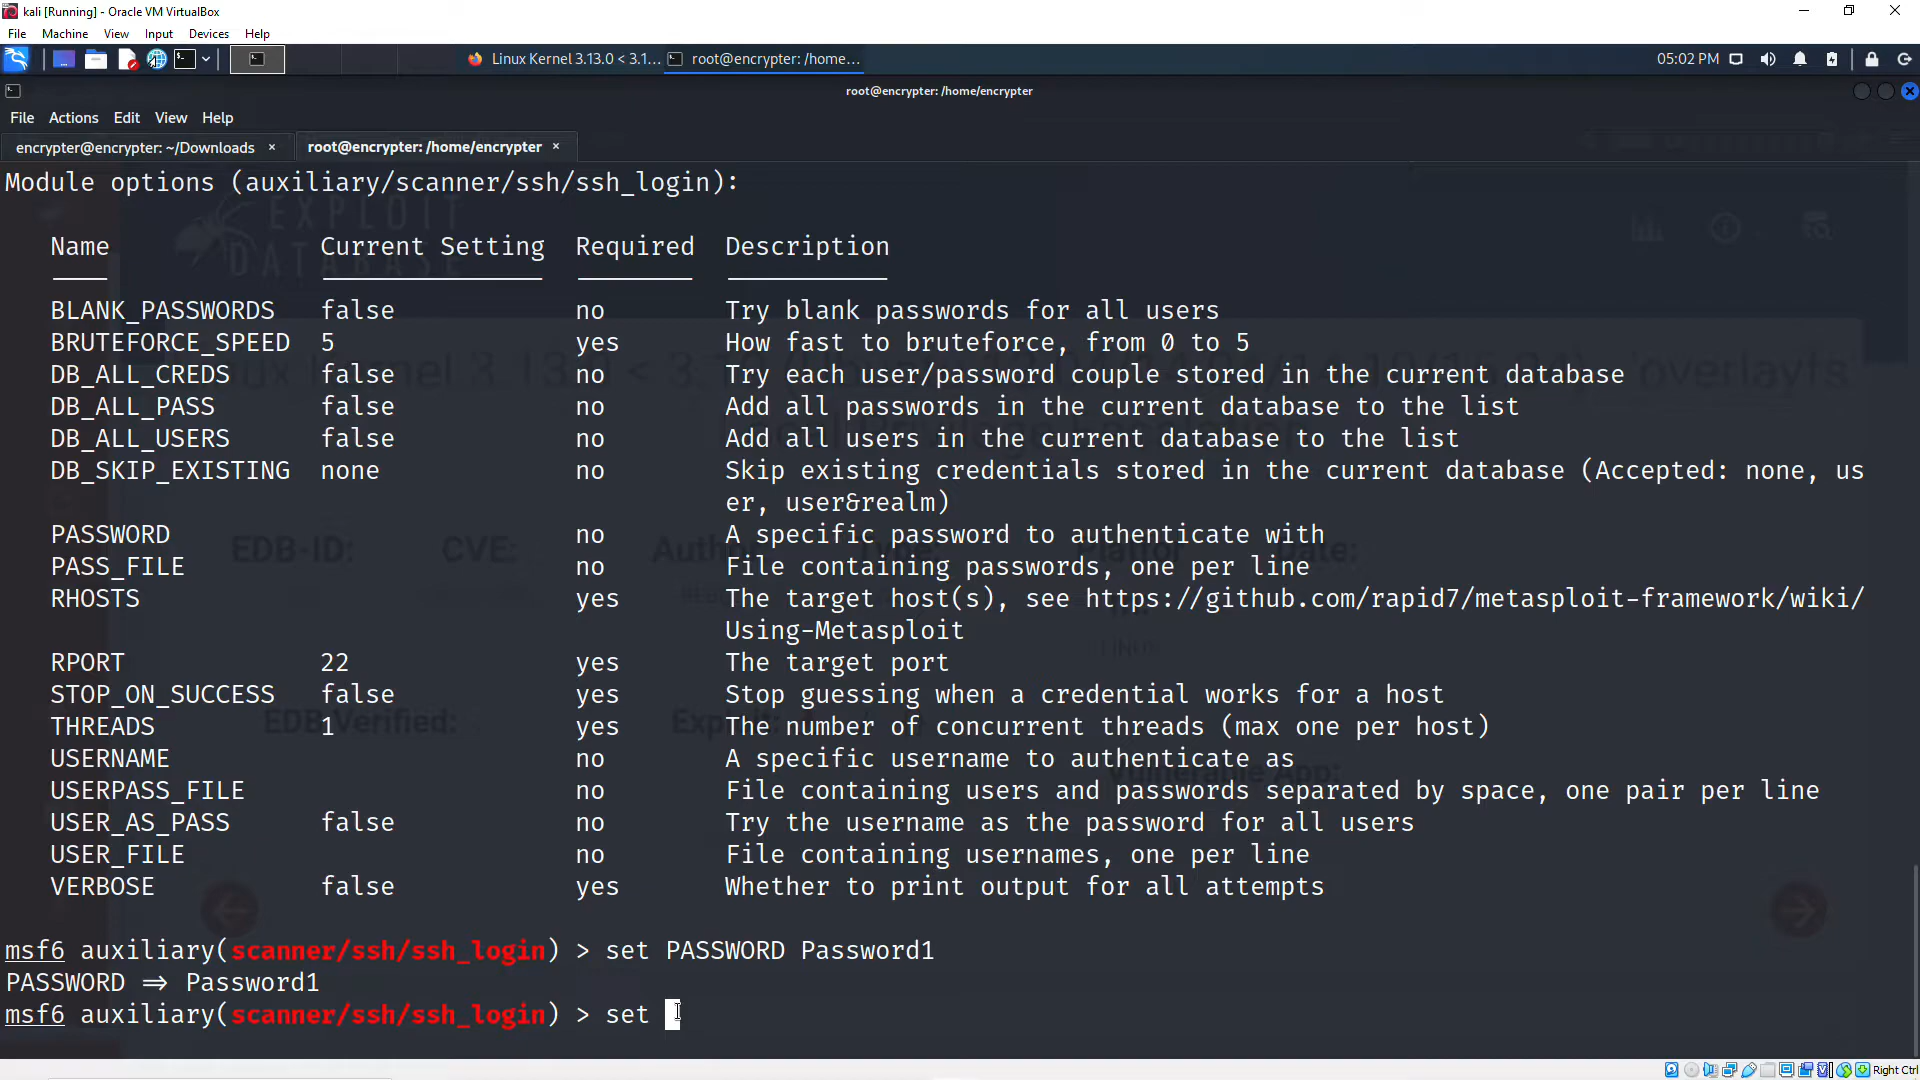 kali [Running] - Oracle VM VirtualBox
File Machine View Input Devices Help
Linux Kernel 3.13.0 < 3.1... root@encrypter: /home... 05:02 PM
root@encrypter: /home/encrypter
File Actions Edit View Help
encrypter@encrypter: ~/Downloads × root@encrypter: /home/encrypter ×
Module options (auxiliary/scanner/ssh/ssh_login):
EXPLOIT
DATABASE
Name Current Setting Required Description
BLANK_PASSWORDS false no Try blank passwords for all users
BRUTEFORCE_SPEED 5 yes How fast to bruteforce, from 0 to 5
DB_ALL_CREDS false no Try each user/password couple stored in the current database
DB_ALL_PASS false no Add all passwords in the current database to the list
DB_ALL_USERS false no Add all users in the current database to the list
DB_SKIP_EXISTING none no Skip existing credentials stored in the current database (Accepted: none, us
er, user&realm)
PASSWORD no A specific password to authenticate with
EDB-ID: CVE: Date:
PASS_FILE no File containing passwords, one per line
RHOSTS yes The target host(s), see https://github.com/rapid7/metasploit-framework/wiki/
Using-Metasploit
RPORT 22 yes The target port
STOP_ON_SUCCESS false yes Stop guessing when a credential works for a host
THREADS 1 yes The number of concurrent threads (max one per host)
EDB Verified: Exploit:
USERNAME no A specific username to authenticate as
Vulnerable App:
USERPASS_FILE no File containing users and passwords separated by space, one pair per line
USER_AS_PASS false no Try the username as the password for all users
USER_FILE no File containing usernames, one per line
VERBOSE false yes Whether to print output for all attempts
msf6 auxiliary(scanner/ssh/ssh_login) > set PASSWORD Password1
PASSWORD ⇒ Password1
msf6 auxiliary(scanner/ssh/ssh_login) > set
Right Ctrl